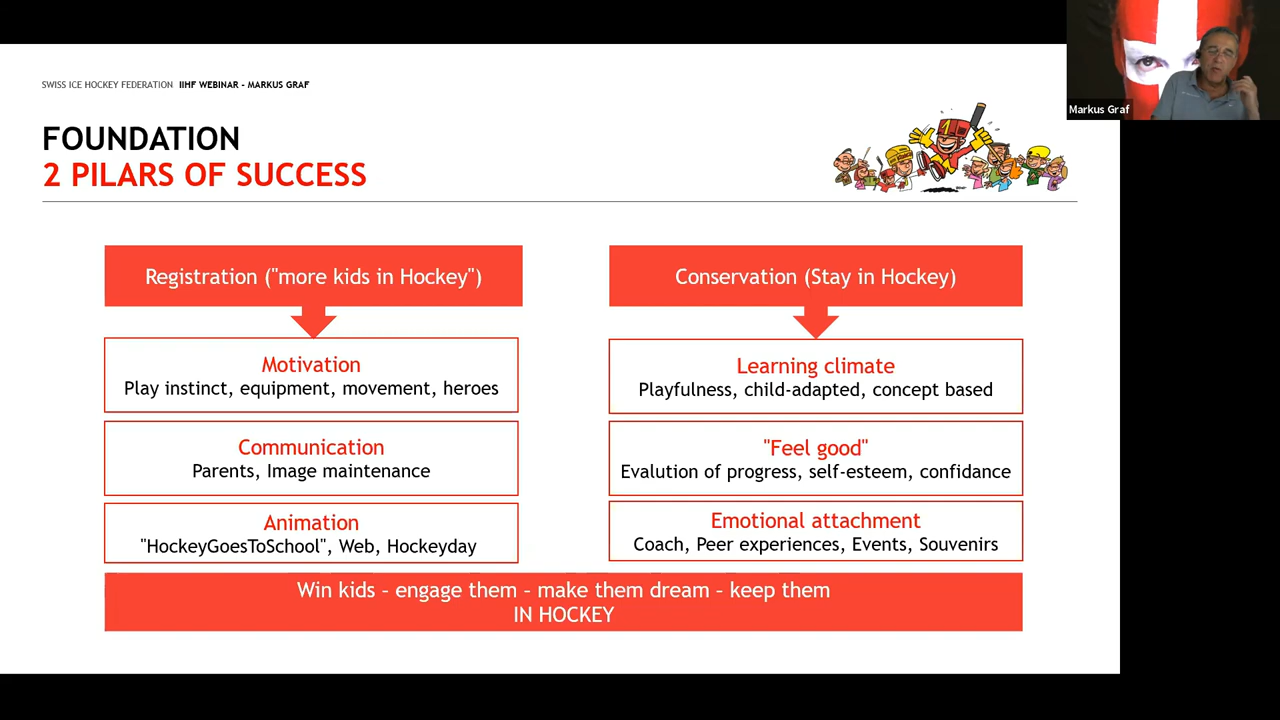 SWISS ICE HOCKEY FEDERATION IIHF WEBINAR - MARKUS GRAF
Markus Graf
FOUNDATION
2 PILARS OF SUCCESS
Registration ("more kids in Hockey")
Motivation
Play instinct, equipment, movement, heroes
Communication
Parents, Image maintenance
Animation
"HockeyGoesToSchool", Web, Hockeyday
Conservation (Stay in Hockey)
Learning climate
Playfulness, child-adapted, concept based
"Feel good"
Evalution of progress, self-esteem, confidance
Emotional attachment
Coach, Peer experiences, Events, Souvenirs
Win kids – engage them – make them dream – keep them
IN HOCKEY